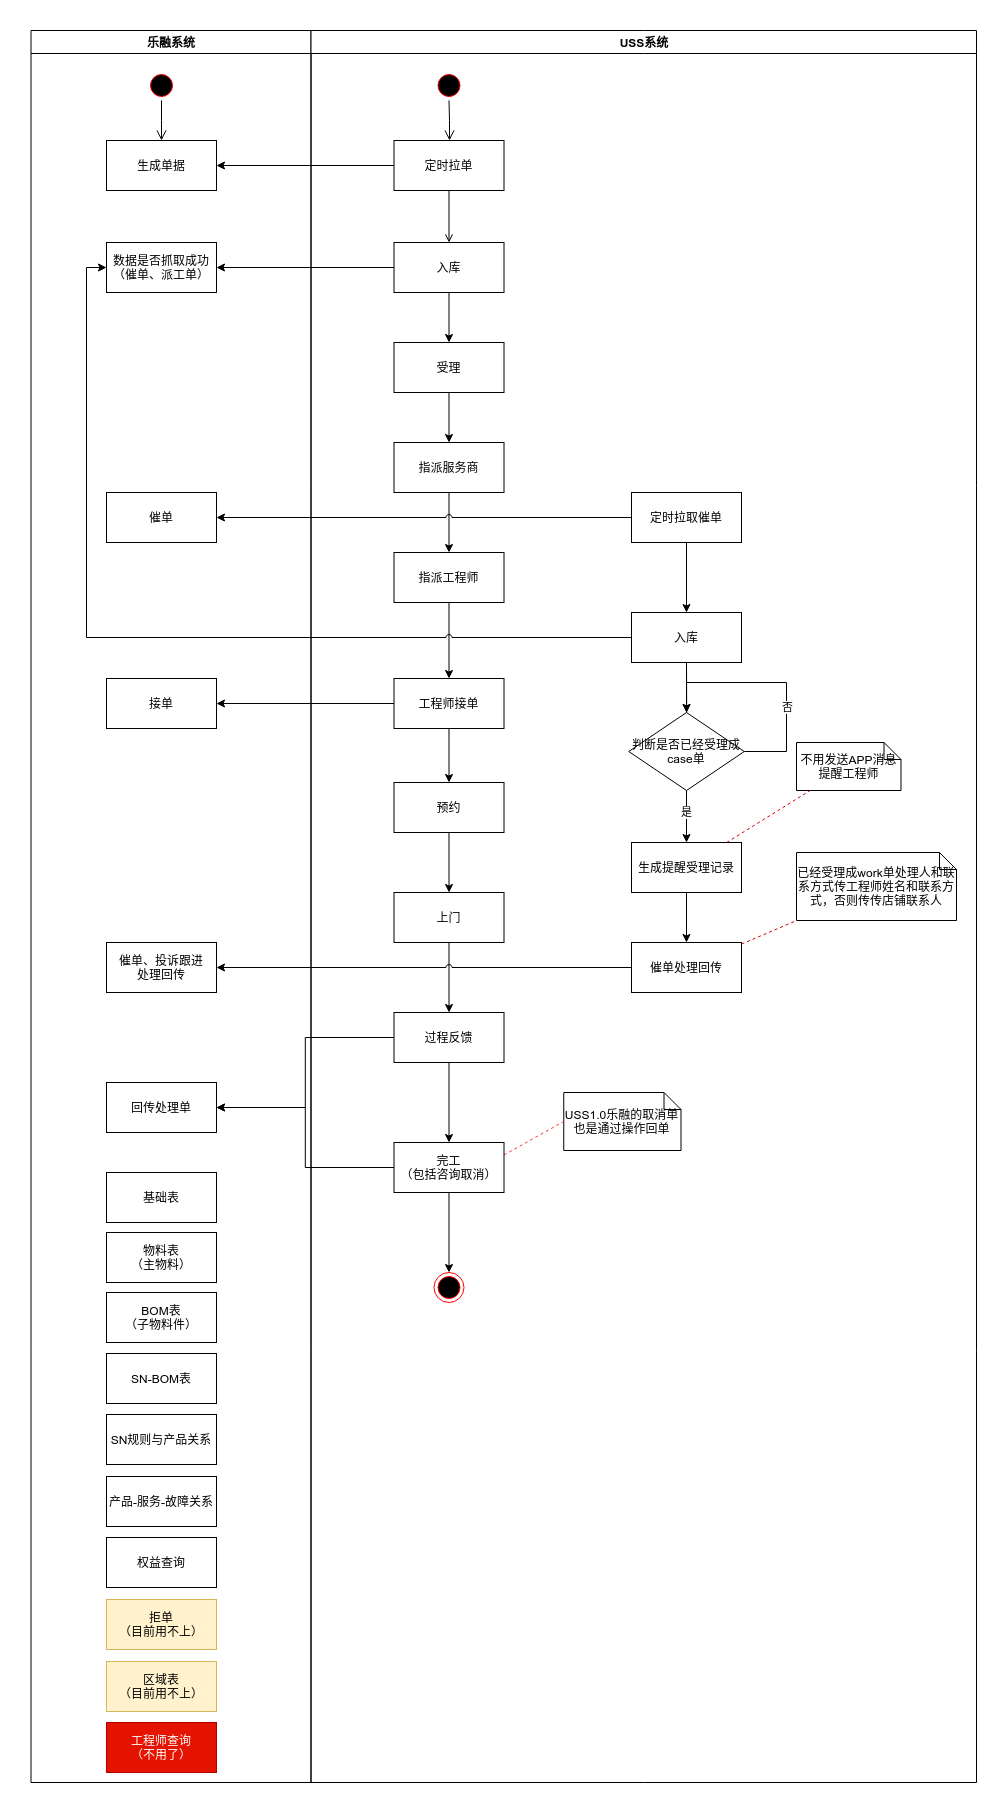 乐融系统
USS系统
生成单据
定时拉单
数据是否抓取成功
（催单、派工单）
入库
受理
指派服务商
催单
定时拉取催单
指派工程师
入库
接单
工程师接单
否
判断是否已经受理成
case单
不用发送APP消息
提醒工程师
预约
是
生成提醒受理记录
已经受理成work单处理人和联
系方式传工程师姓名和联系方
式，否则传传店铺联系人
上门
催单、投诉跟进
处理回传
催单处理回传
过程反馈
回传处理单
USS1.0乐融的取消单
也是通过操作回单
完工
（包括咨询取消）
基础表
物料表
（主物料）
BOM表
（子物料件）
SN-BOM表
SN规则与产品关系
产品-服务-故障关系
权益查询
拒单
（目前用不上）
区域表
（目前用不上）
工程师查询
（不用了）